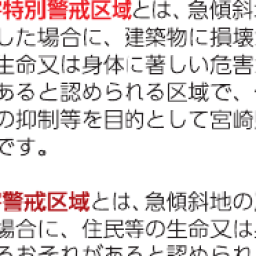 特別警戒区域とは、急傾斜
した場合に、建築物に損壊
生命又は身体に著しい危害
あると認められる区域で、
の抑制等を目的として宮崎
です。
警戒区域とは、急傾斜地の
場合に、住民等の生命又は
るおそれがあると認められ